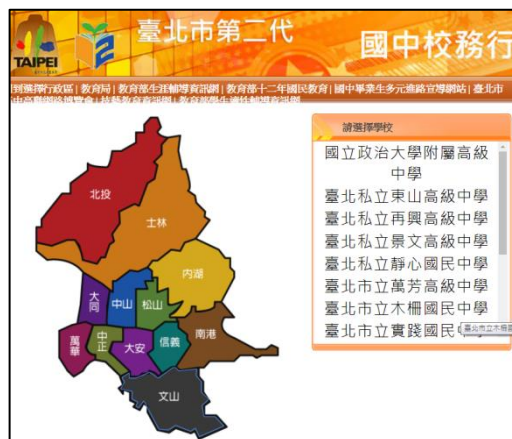 臺北市第二代
國中校務行
TAIPEI
到選擇行政區 | 教育局 | 教育部生涯輔導資訊網 | 教育部十二年國民教育 | 國中畢業生多元進路宣導網站 | 臺北市
請選擇學校
國立政治大學附屬高級
中學
臺北私立東山高級中學
臺北私立再興高級中學
臺北私立景文高級中學
臺北私立靜心國民中學
臺北市立萬芳高級中學
臺北市立木柵國民中學
臺北市立實踐國民中學
臺北市立木柵
北投
士林
內湖
大同
中山
松山
萬華
中正
大安
信義
南港
文山